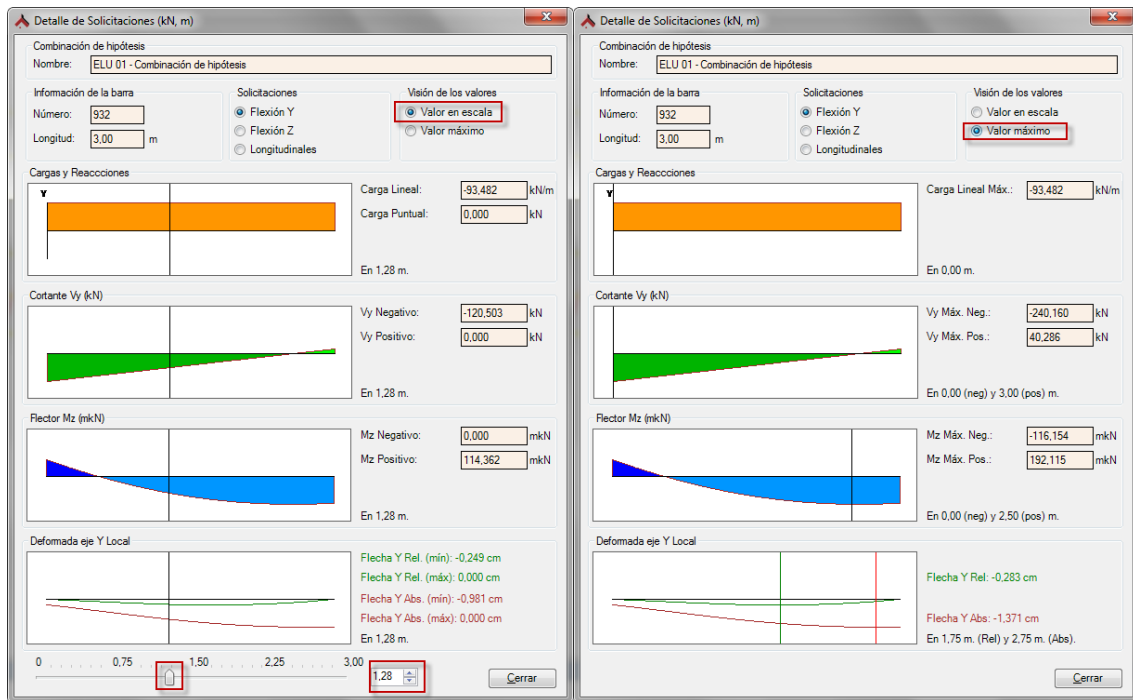 Detalle de Solicitaciones (kN, m)
Combinación de hipótesis
Nombre: ELU 01 - Combinación de hipótesis
Información de la barra
Número: 932
Longitud: 3,00 m
Solicitaciones
Flexión Y
Flexión Z
Longitudinales
Visión de los valores
Valor en escala
Valor máximo
Cargas y Reaccciones
Y
Carga Lineal: -93,482 kN/m
Carga Puntual: 0,000 kN
En 1,28 m.
Cortante Vy (kN)
Vy Negativo: -120,503 kN
Vy Positivo: 0,000 kN
En 1,28 m.
Flector Mz (mkN)
Mz Negativo: 0,000 mkN
Mz Positivo: 114,362 mkN
En 1,28 m.
Deformada eje Y Local
Flecha Y Rel. (mín): -0,249 cm
Flecha Y Rel. (máx): 0,000 cm
Flecha Y Abs. (mín): -0,981 cm
Flecha Y Abs. (máx): 0,000 cm
En 1,28 m.
0 0,75 1,50 2,25 3,00
1,28
Cerrar
Detalle de Solicitaciones (kN, m)
Combinación de hipótesis
Nombre: ELU 01 - Combinación de hipótesis
Información de la barra
Número: 932
Longitud: 3,00 m
Solicitaciones
Flexión Y
Flexión Z
Longitudinales
Visión de los valores
Valor en escala
Valor máximo
Cargas y Reaccciones
Y
Carga Lineal Máx.: -93,482 kN/m
En 0,00 m.
Cortante Vy (kN)
Vy Máx. Neg.: -240,160 kN
Vy Máx. Pos.: 40,286 kN
En 0,00 (neg) y 3,00 (pos) m.
Flector Mz (mkN)
Mz Máx. Neg.: -116,154 mkN
Mz Máx. Pos.: 192,115 mkN
En 0,00 (neg) y 2,50 (pos) m.
Deformada eje Y Local
Flecha Y Rel: -0,283 cm
Flecha Y Abs: -1,371 cm
En 1,75 m. (Rel) y 2,75 m. (Abs).
Cerrar